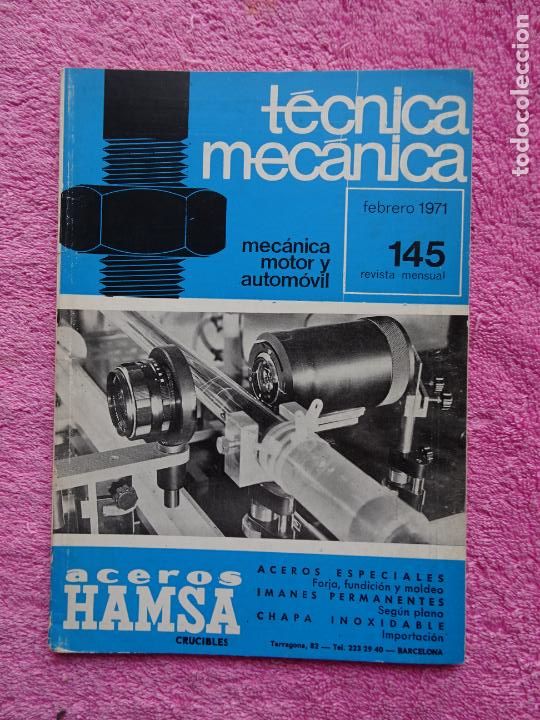 técnica
mecánica
febrero 1971
145
revista mensual
mecánica
motor y
automóvil
aceros
HAMSA
CRUCIBLES
ACEROS ESPECIALES
Forja, fundición y moldeo
IMANES PERMANENTES
Según plano
CHAPA INOXIDABLE
Importación
Tarragona, 82 — Tel. 223 29 40 — BARCELONA
todocoleccion